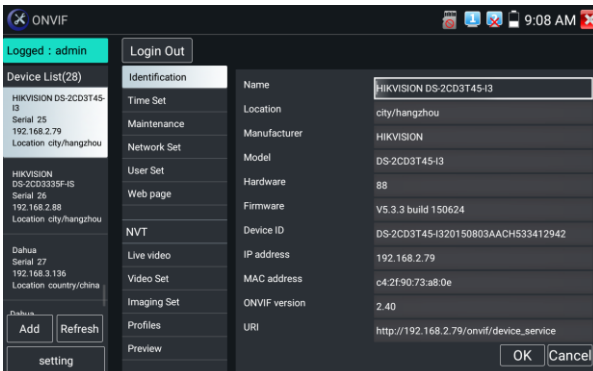 ONVIF
9:08 AM
Logged : admin
Login Out
Device List(28)
HIKVISION DS-2CD3T45-
I3
Serial 25
192.168.2.79
Location city/hangzhou
HIKVISION
DS-2CD3335F-IS
Serial 26
192.168.2.88
Location city/hangzhou
Dahua
Serial 27
192.168.3.136
Location country/china
Dahua
Add
Refresh
setting
Identification
Time Set
Maintenance
Network Set
User Set
Web page
NVT
Live video
Video Set
Imaging Set
Profiles
Preview
Name HIKVISION DS-2CD3T45-I3
Location city/hangzhou
Manufacturer HIKVISION
Model DS-2CD3T45-I3
Hardware 88
Firmware V5.3.3 build 150624
Device ID DS-2CD3T45-I320150803AACH533412942
IP address 192.168.2.79
MAC address c4:2f:90:73:a8:0e
ONVIF version 2.40
URI http://192.168.2.79/onvif/device_service
OK
Cancel